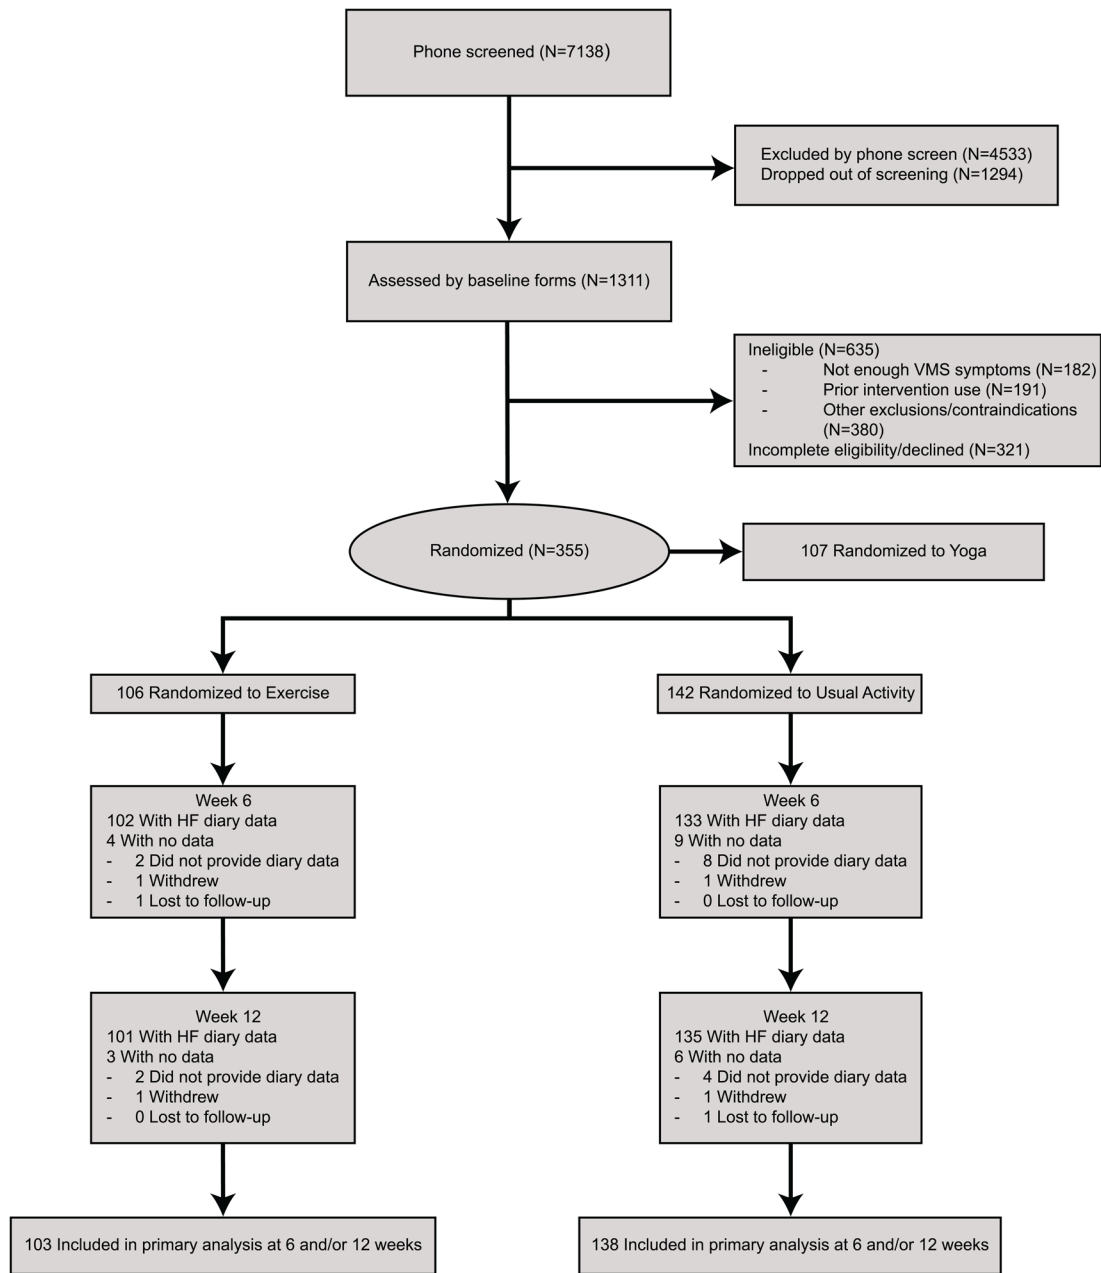 Phone screened (N=7138)
Excluded by phone screen (N=4533)
Dropped out of screening (N=1294)
Assessed by baseline forms (N=1311)
Ineligible (N=635)
- Not enough VMS symptoms (N=182)
- Prior intervention use (N=191)
- Other exclusions/contraindications
(N=380)
Incomplete eligibility/declined (N=321)
Randomized (N=355)
107 Randomized to Yoga
106 Randomized to Exercise
142 Randomized to Usual Activity
Week 6
102 With HF diary data
4 With no data
- 2 Did not provide diary data
- 1 Withdrew
- 1 Lost to follow-up
Week 6
133 With HF diary data
9 With no data
- 8 Did not provide diary data
- 1 Withdrew
- 0 Lost to follow-up
Week 12
101 With HF diary data
3 With no data
- 2 Did not provide diary data
- 1 Withdrew
- 0 Lost to follow-up
Week 12
135 With HF diary data
6 With no data
- 4 Did not provide diary data
- 1 Withdrew
- 1 Lost to follow-up
103 Included in primary analysis at 6 and/or 12 weeks
138 Included in primary analysis at 6 and/or 12 weeks